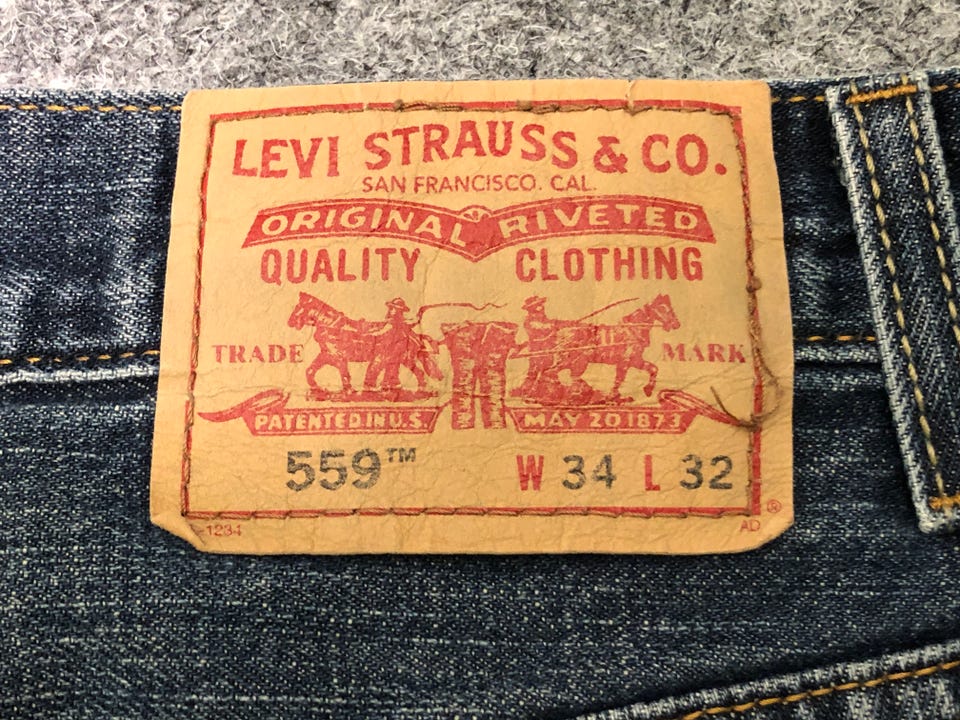 LEVI STRAUSS & CO.
SAN FRANCISCO. CAL.
ORIGINAL RIVETED
QUALITY CLOTHING
TRADE MARK
PATENTED IN U.S. MAY 20 1873
559™ W 34 L 32
1234 AD ®